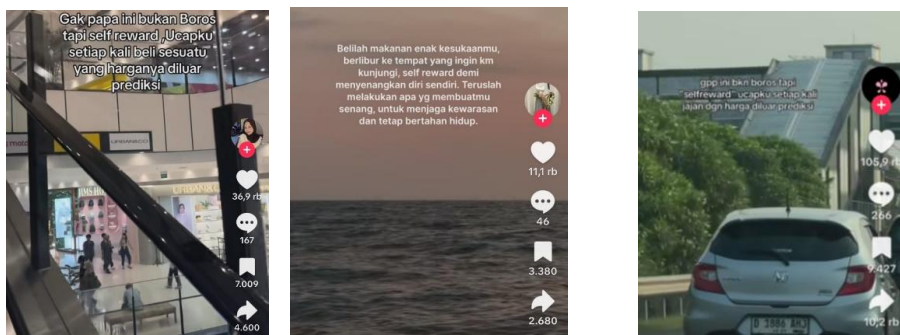 Gak papa ini bukan Boros
tapi self reward ,Ucapku
setiap kali beli sesuatu,
yang harganya diluar
prediksi
URBAN&CO
36,9 rb
167
7.009
4.600
Belilah makanan enak kesukaanmu,
berlibur ke tempat yang ingin km
kunjungi, self reward demi
menyenangkan diri sendiri. Teruslah
melakukan apa yg membuatmu
senang, untuk menjaga kewarasan
dan tetap bertahan hidup.
11,1 rb
46
3.380
2.680
gpp ini bkn boros tapi
"selfreward" ucapku setiap kali
jajan dgn harga diluar prediksi
105,9 rb
266
9.427
10,2 rb